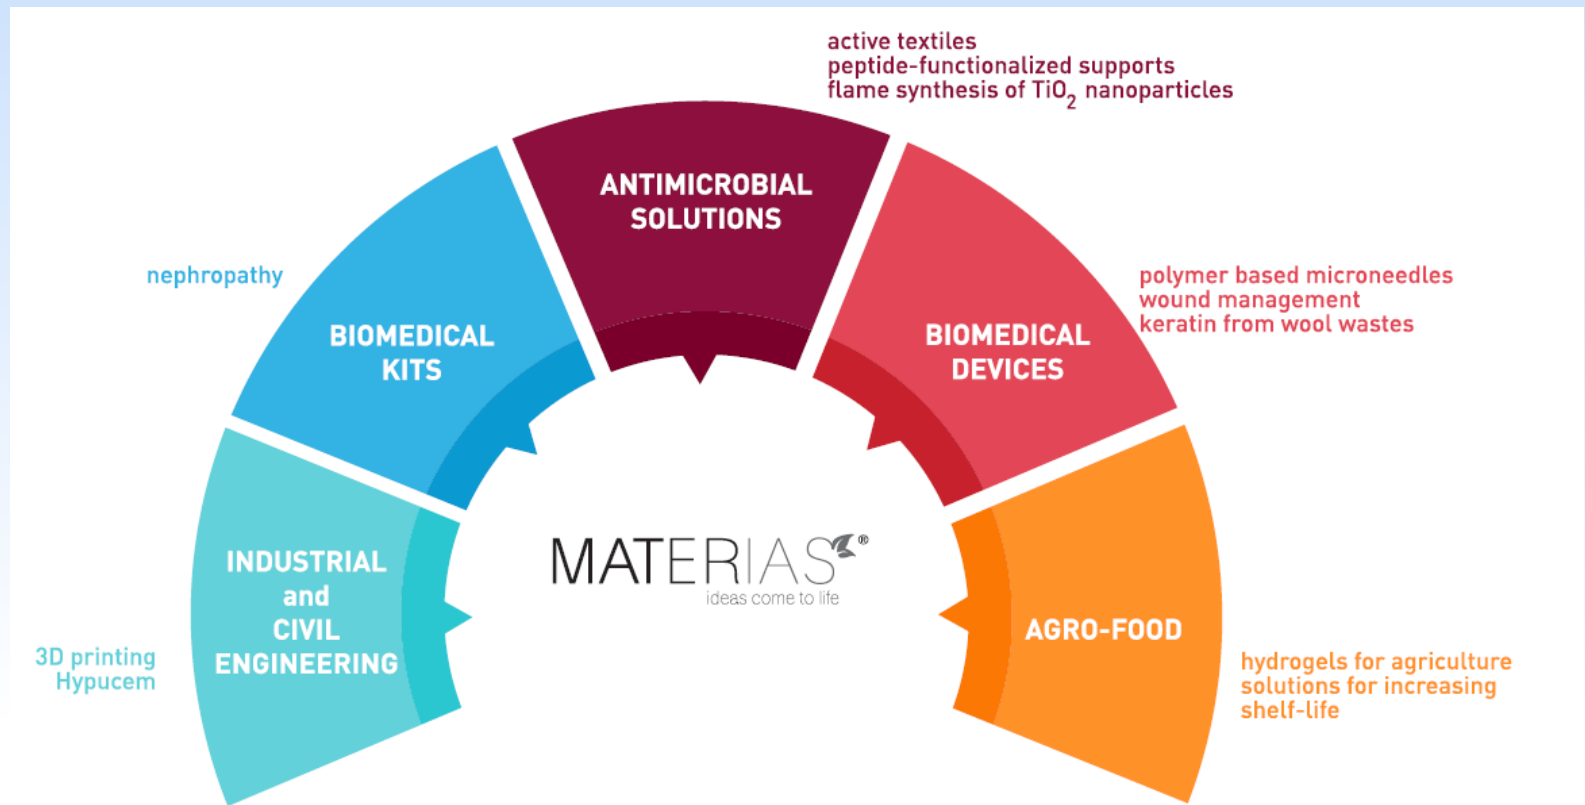 active textiles
peptide-functionalized supports
flame synthesis of TiO2 nanoparticles
ANTIMICROBIAL
SOLUTIONS
nephropathy
BIOMEDICAL
KITS
polymer based microneedles
wound management
keratin from wool wastes
BIOMEDICAL
DEVICES
INDUSTRIAL
and
CIVIL
ENGINEERING
3D printing
Hypucem
MATERIAS®
ideas come to life
AGRO-FOOD
hydrogels for agriculture
solutions for increasing
shelf-life